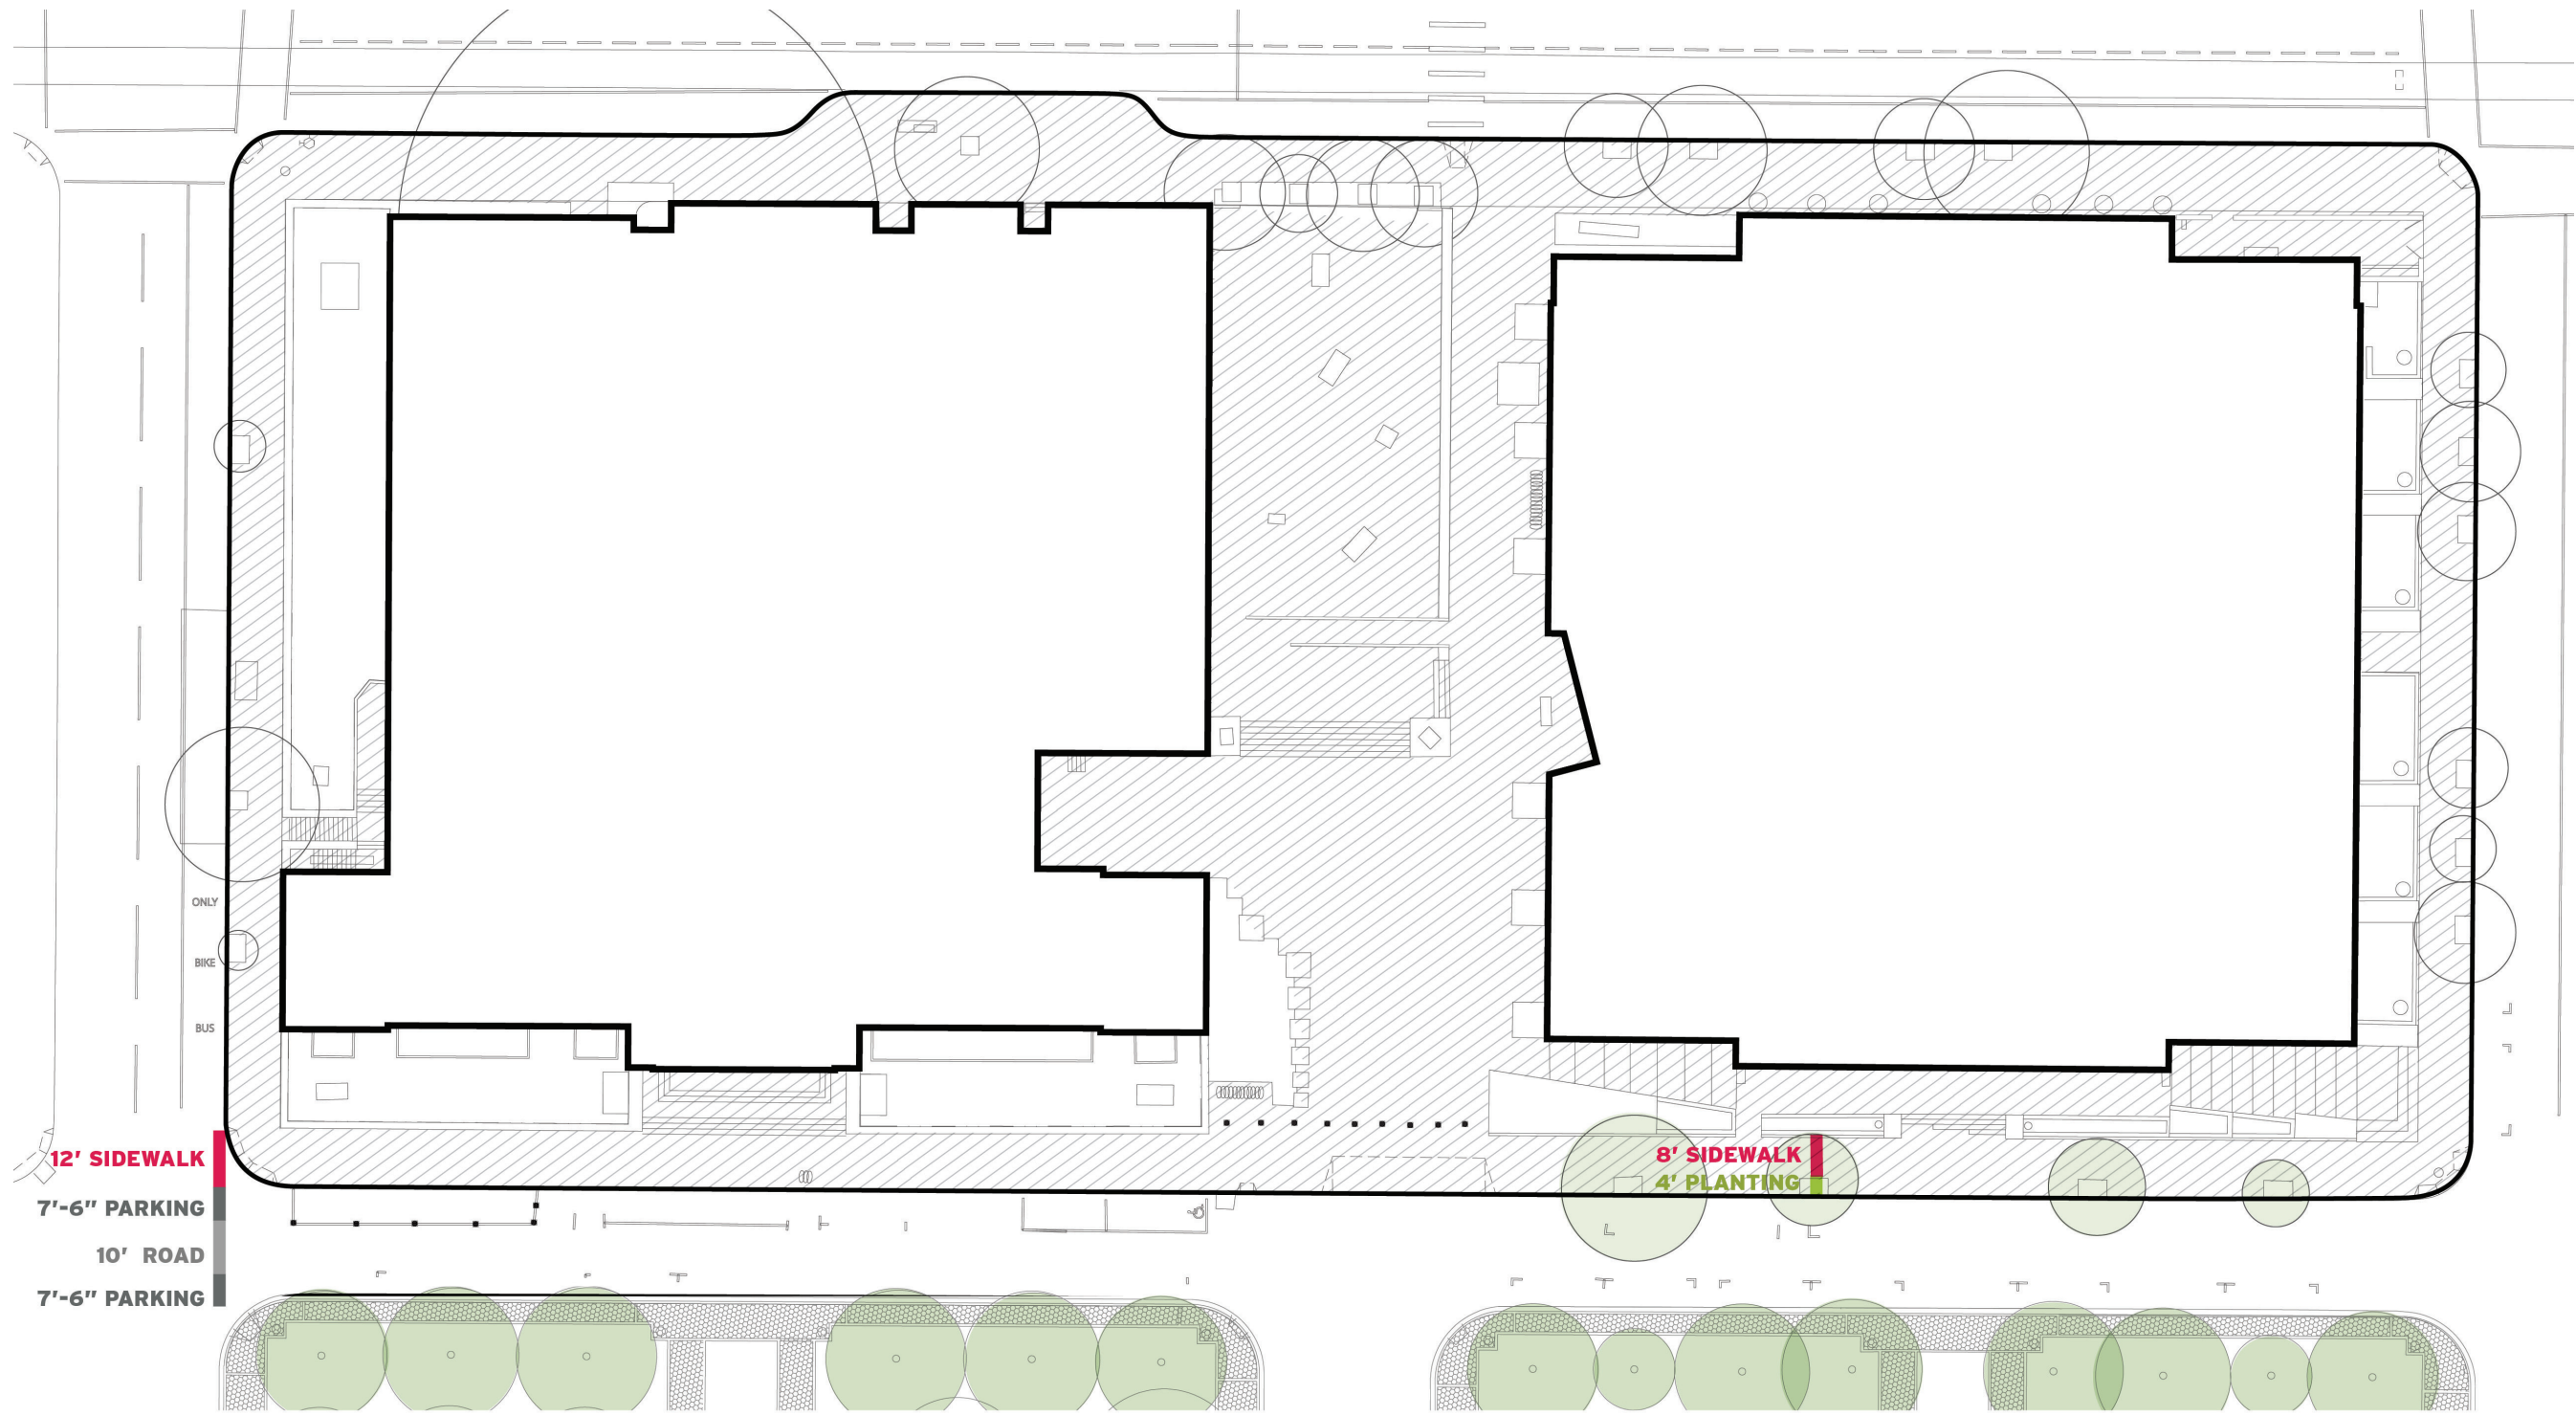 ONLY
BIKE
BUS
12' SIDEWALK
7'-6" PARKING
10' ROAD
7'-6" PARKING
8' SIDEWALK
4' PLANTING